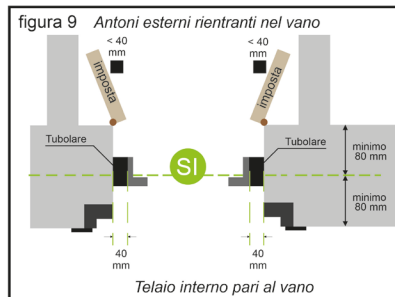 figura 9 Antoni esterni rientranti nel vano
< 40
mm
< 40
mm
imposta
imposta
Tubolare
Tubolare
SI
minimo
80 mm
minimo
80 mm
40
mm
40
mm
Telaio interno pari al vano